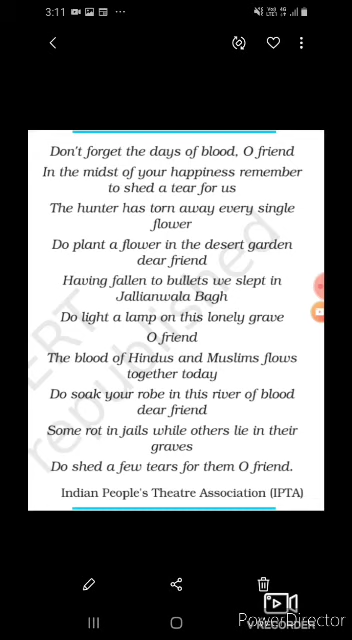 3:11
Don't forget the days of blood, O friend
In the midst of your happiness remember
to shed a tear for us
The hunter has torn away every single
flower
Do plant a flower in the desert garden
dear friend
Having fallen to bullets we slept in
Jallianwala Bagh
Do light a lamp on this lonely grave
O friend
The blood of Hindus and Muslims flows
together today
Do soak your robe in this river of blood
dear friend
Some rot in jails while others lie in their
graves
Do shed a few tears for them O friend.
Indian People's Theatre Association (IPTA)
republished
V RECORDER
PowerDirector